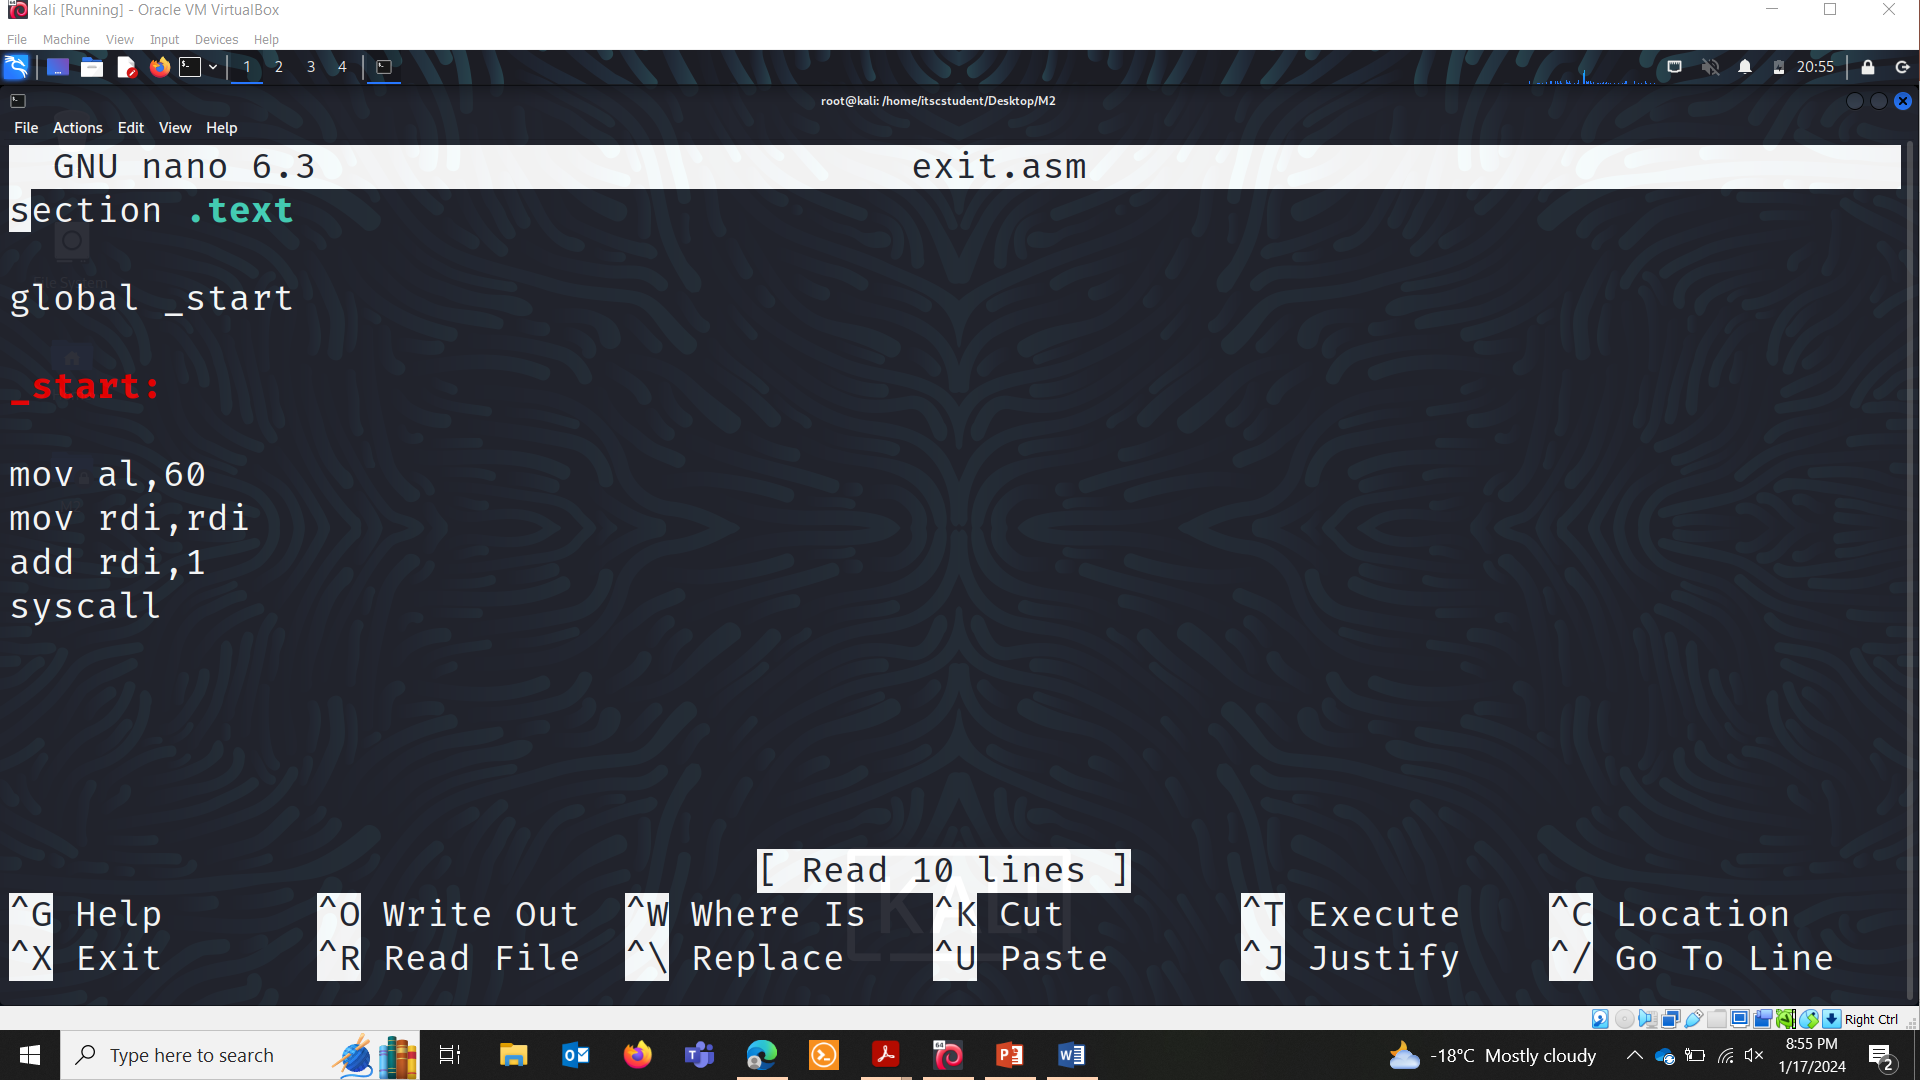 kali [Running] - Oracle VM VirtualBox
File Machine View Input Devices Help
1 2 3 4 20:55
root@kali: /home/itscstudent/Desktop/M2
File Actions Edit View Help
GNU nano 6.3 exit.asm
section .text
global _start
_start:
mov al,60
mov rdi,rdi
add rdi,1
syscall
[ Read 10 lines ]
^G Help ^O Write Out ^W Where Is ^K Cut ^T Execute ^C Location
^X Exit ^R Read File ^\ Replace ^U Paste ^J Justify ^/ Go To Line
Right Ctrl
Type here to search
-18°C Mostly cloudy
8:55 PM
1/17/2024
2